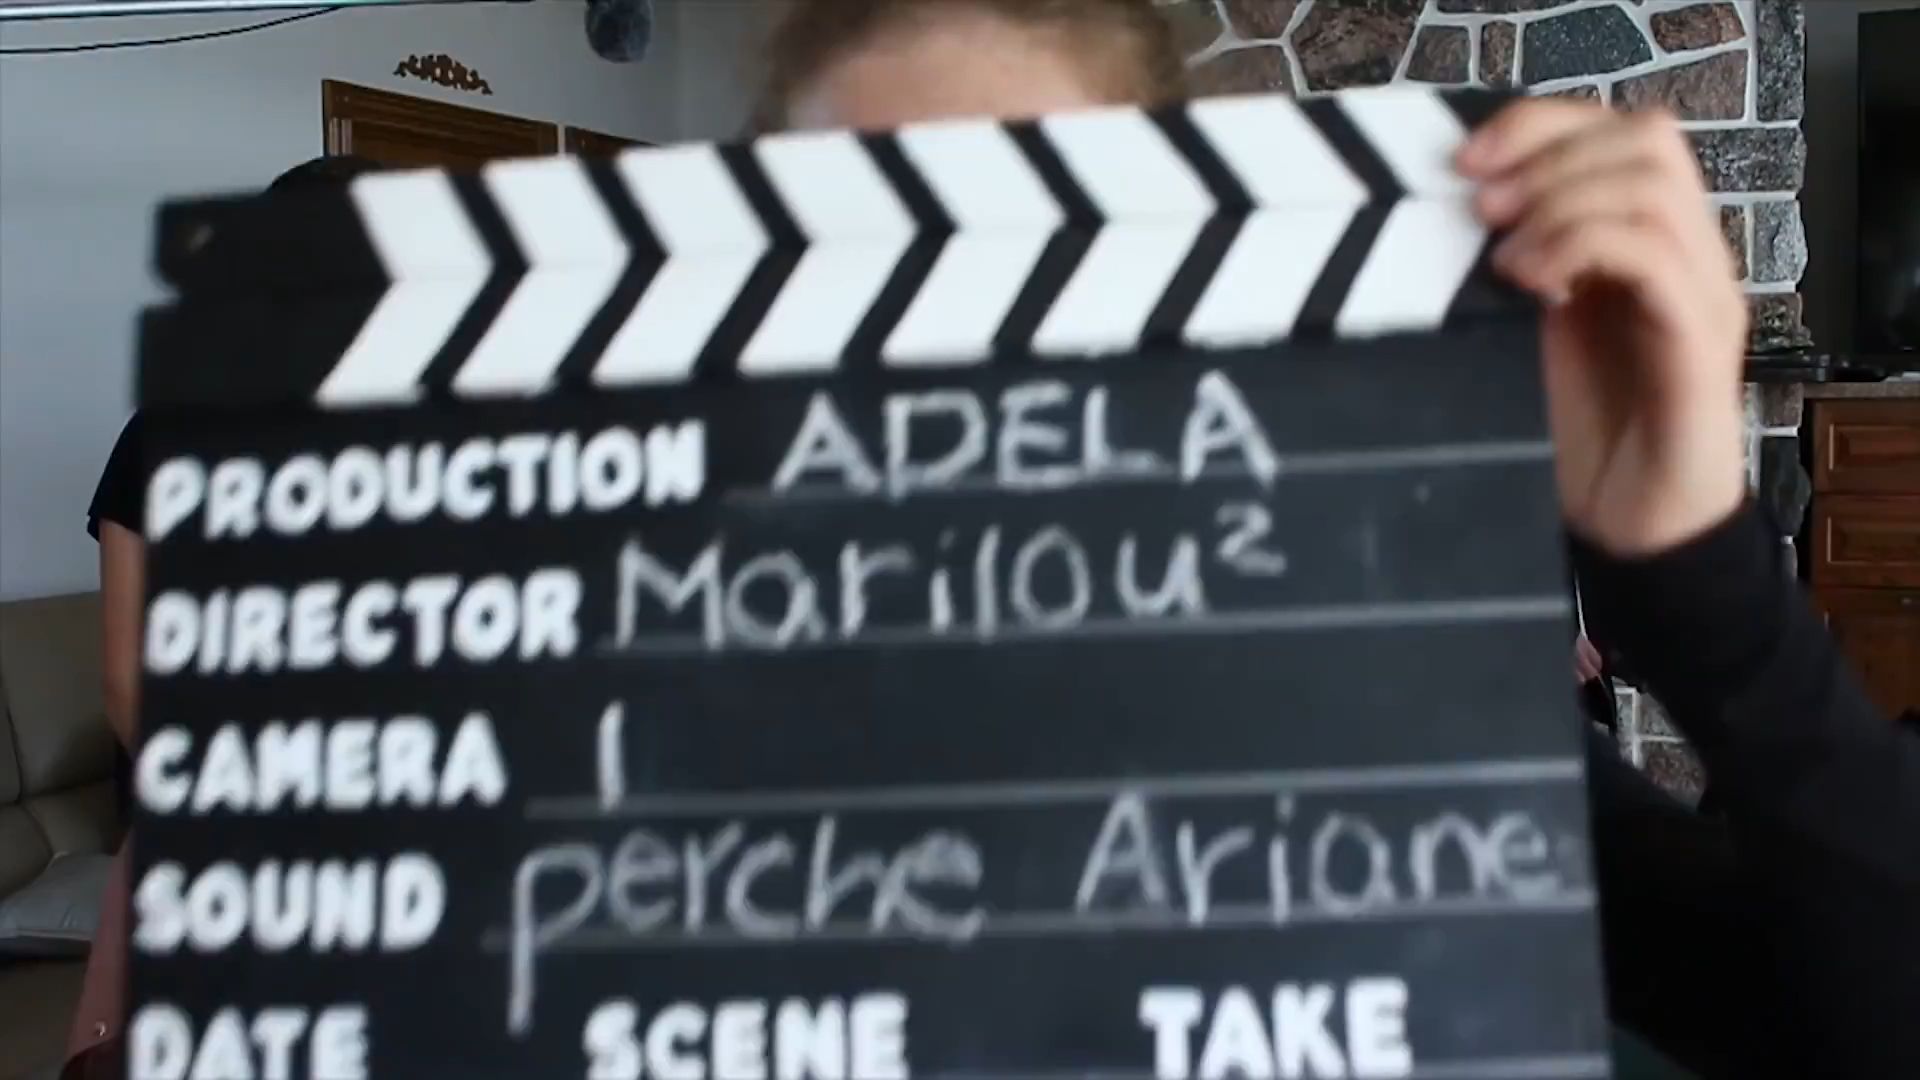 PRODUCTION ADELA
DIRECTOR Marilou²
CAMERA 1
SOUND perche Ariane
DATE SCENE TAKE